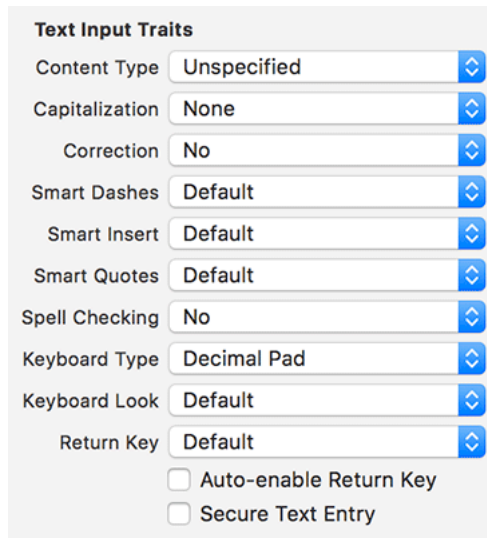 Text Input Traits
Content Type Unspecified
Capitalization None
Correction No
Smart Dashes Default
Smart Insert Default
Smart Quotes Default
Spell Checking No
Keyboard Type Decimal Pad
Keyboard Look Default
Return Key Default
Auto-enable Return Key
Secure Text Entry